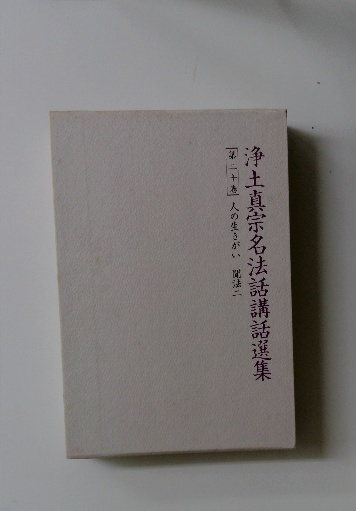 浄土真宗名法話講話選集
第二十巻 人の生きがい 聞法二